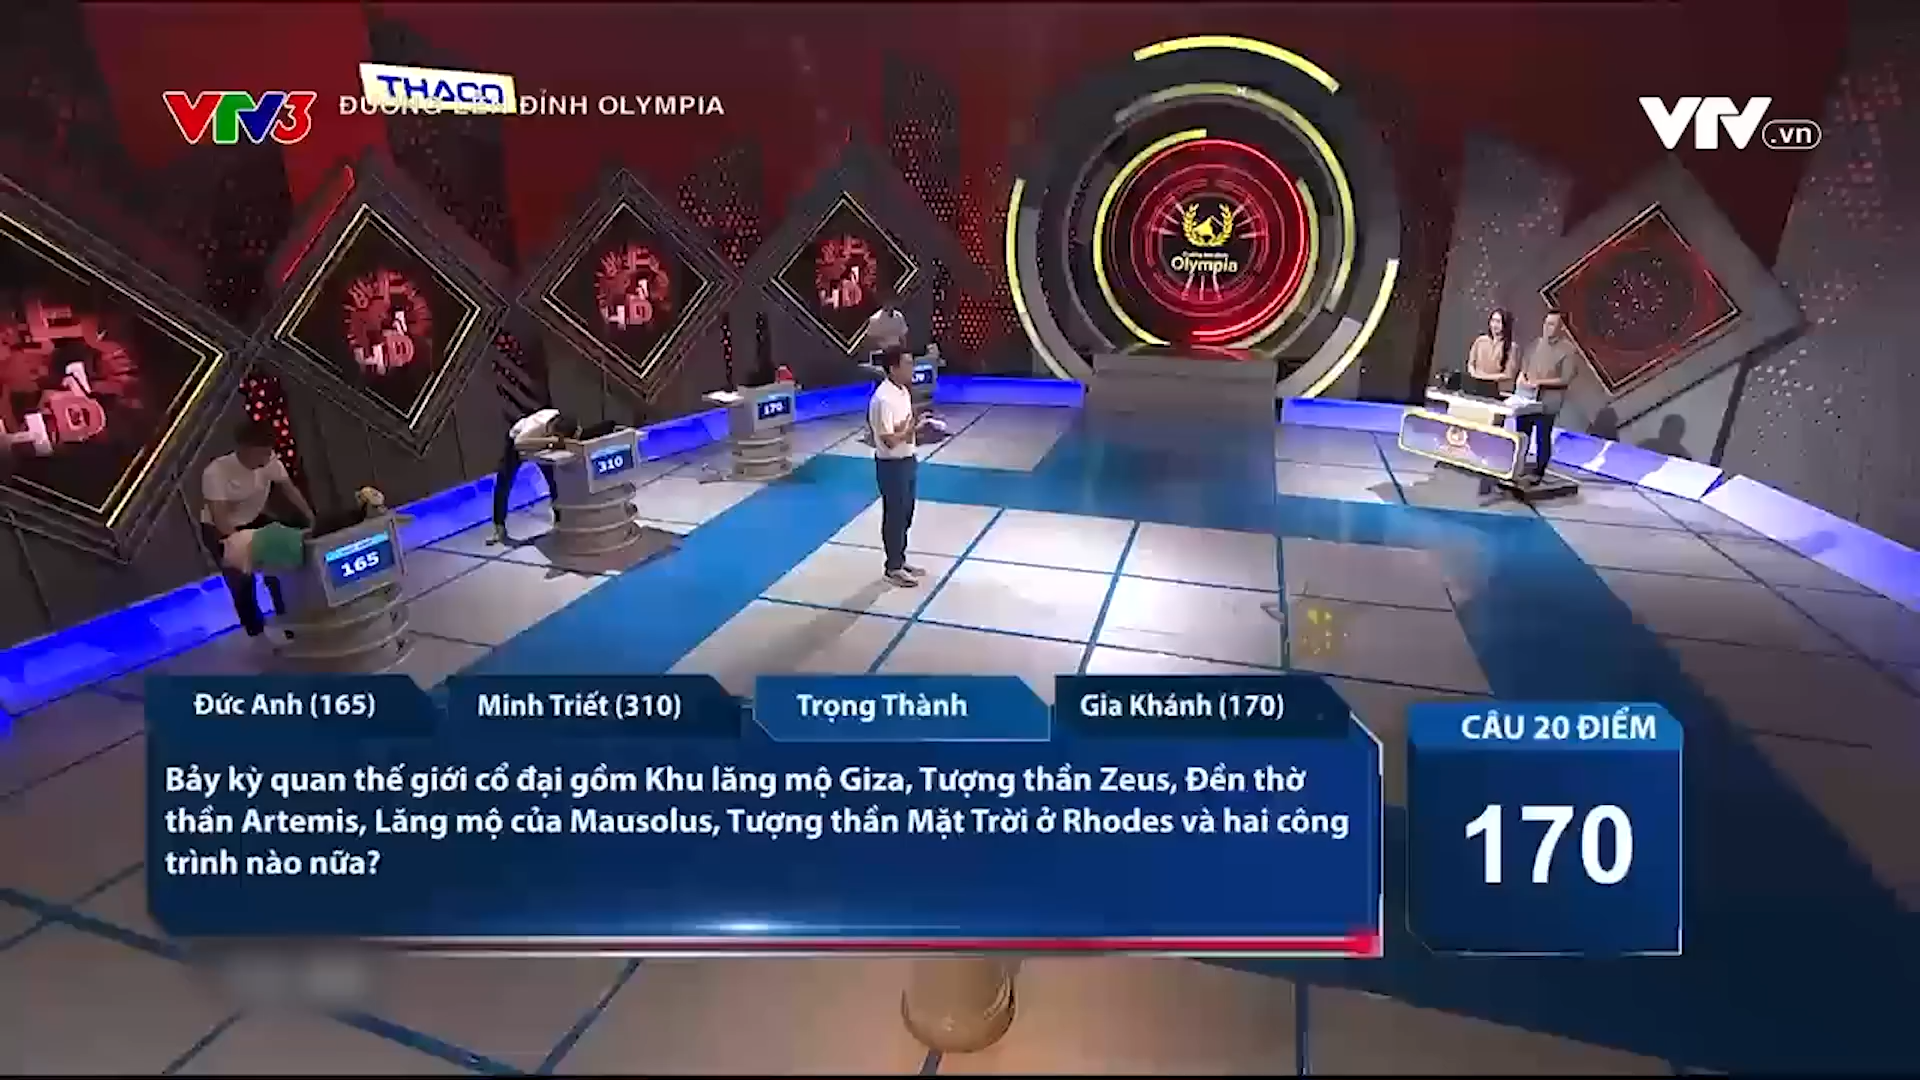 THACO
VTV3
ĐƯỜNG LÊN ĐỈNH OLYMPIA
VTV.vn
Olympia
170
310
165
Đức Anh (165)
Minh Triết (310)
Trọng Thành
Gia Khánh (170)
CÂU 20 ĐIỂM
170
Bảy kỳ quan thế giới cổ đại gồm Khu lăng mộ Giza, Tượng thần Zeus, Đền thờ
thần Artemis, Lăng mộ của Mausolus, Tượng thần Mặt Trời ở Rhodes và hai công
trình nào nữa?